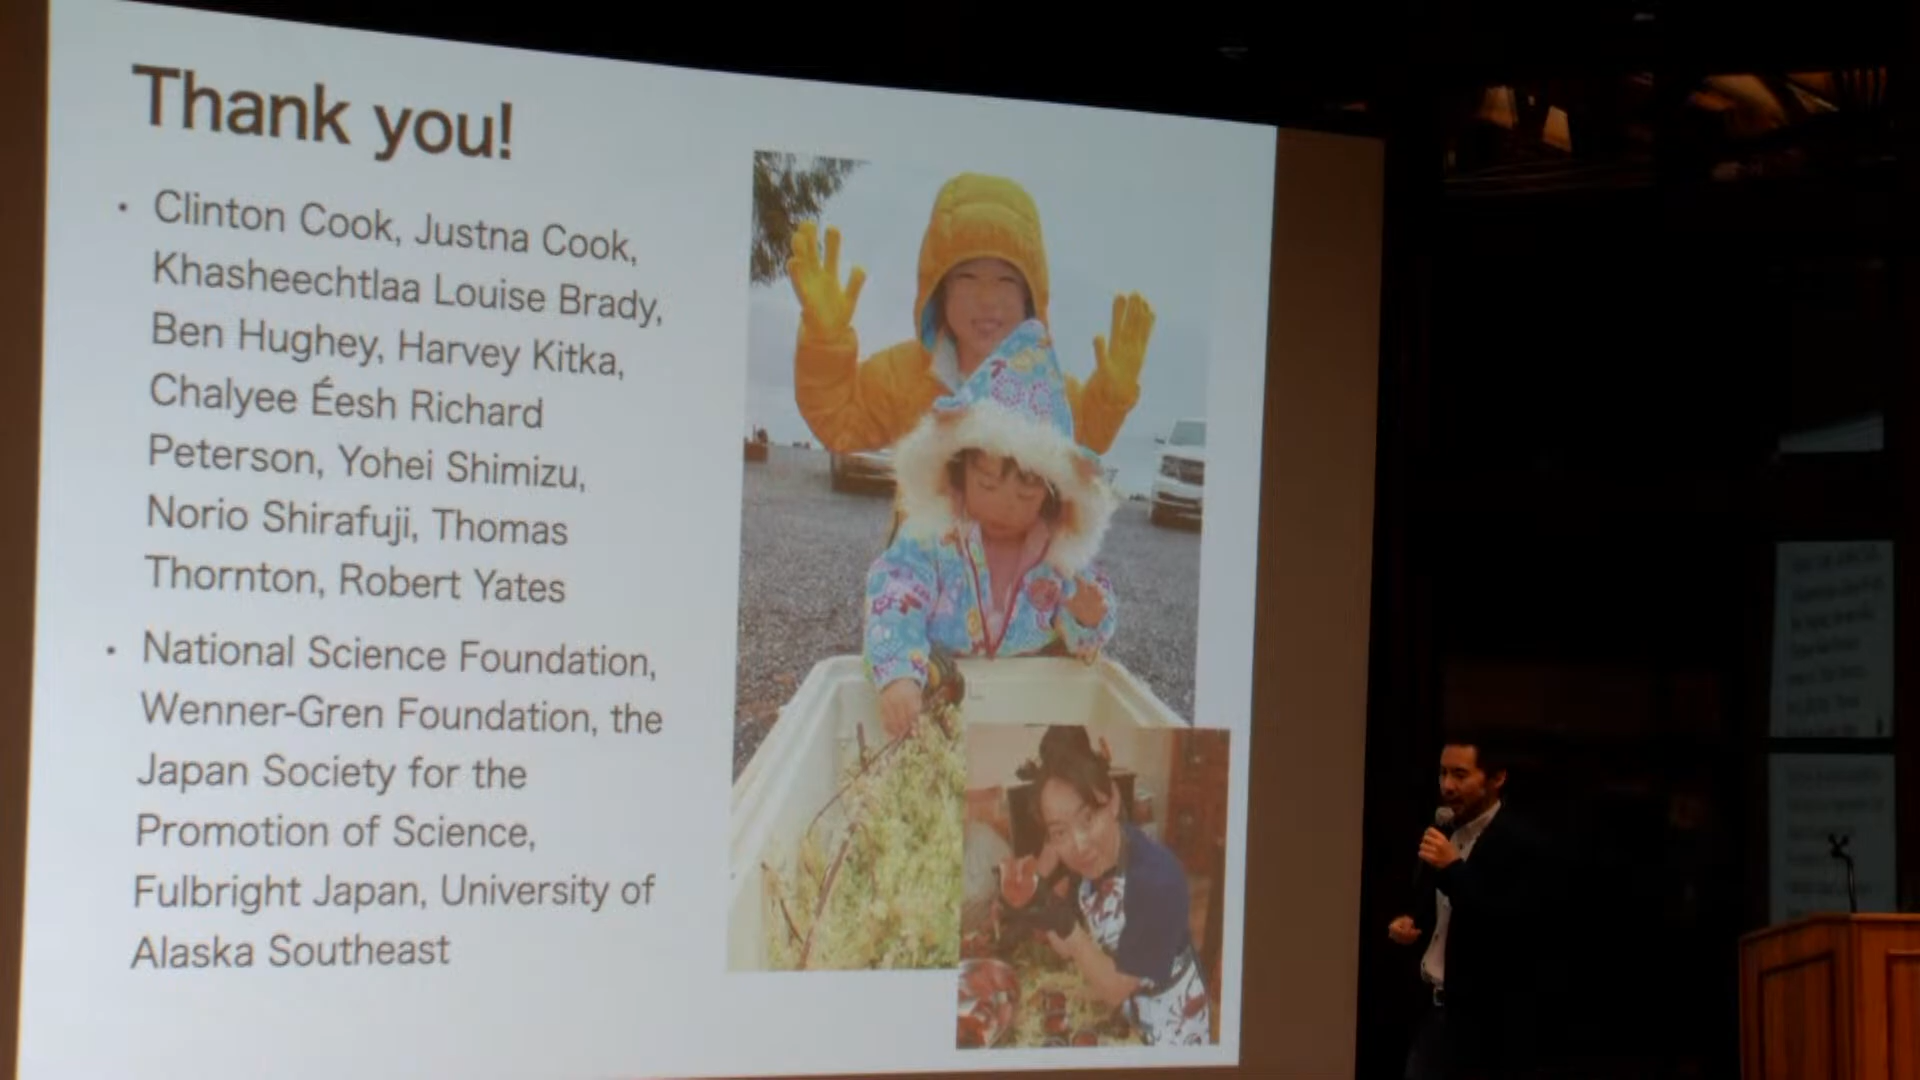 Thank you!
• Clinton Cook, Justna Cook,
Khasheechtlaa Louise Brady,
Ben Hughey, Harvey Kitka,
Chalyee Éesh Richard
Peterson, Yohei Shimizu,
Norio Shirafuji, Thomas
Thornton, Robert Yates
• National Science Foundation,
Wenner-Gren Foundation, the
Japan Society for the
Promotion of Science,
Fulbright Japan, University of
Alaska Southeast